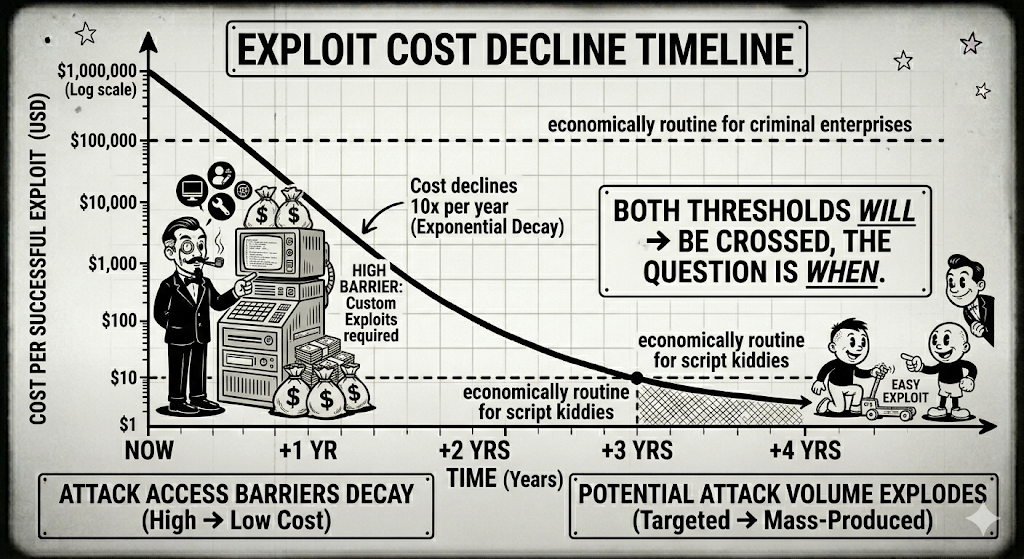 EXPLOIT COST DECLINE TIMELINE
COST PER SUCCESSFUL EXPLOIT (USD)
$1,000,000
(Log scale)
$100,000
$10,000
$1,000
$100
$10
$1
economically routine for criminal enterprises
Cost declines
10x per year
(Exponential Decay)
BOTH THRESHOLDS WILL
→ BE CROSSED, THE
QUESTION IS WHEN.
$ $
HIGH
BARRIER:
Custom
Exploits
required
$ $ $
economically routine
for script kiddies
economically routine
for script kiddies
EASY
EXPLOIT
NOW
+1 YR
+2 YRS
+3 YRS
+4 YRS
TIME (Years)
ATTACK ACCESS BARRIERS DECAY
(High → Low Cost)
POTENTIAL ATTACK VOLUME EXPLODES
(Targeted → Mass-Produced)